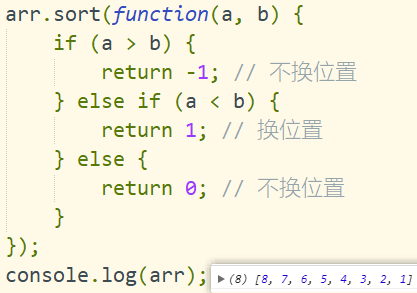 arr.sort(function(a, b) {
    if (a > b) {
        return -1; // 不换位置
    } else if (a < b) {
        return 1; // 换位置
    } else {
        return 0; // 不换位置
    }
});
console.log(arr);
▶ (8) [8, 7, 6, 5, 4, 3, 2, 1]